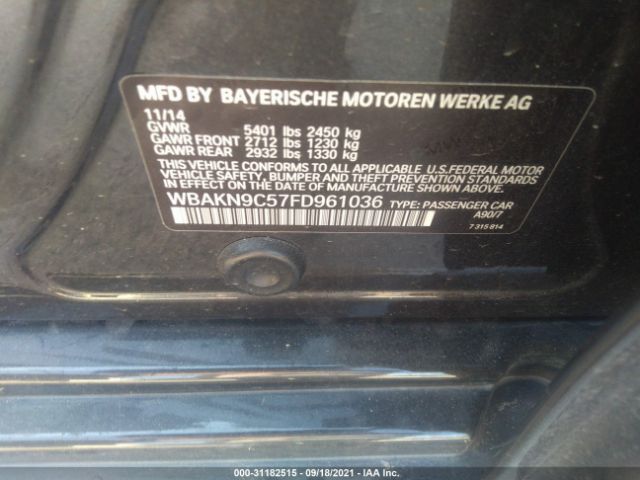 MFD BY BAYERISCHE MOTOREN WERKE AG
11/14
GVWR 5401 lbs 2450 kg
GAWR FRONT 2712 lbs 1230 kg
GAWR REAR 2932 lbs 1330 kg
THIS VEHICLE CONFORMS TO ALL APPLICABLE U.S.FEDERAL MOTOR
VEHICLE SAFETY, BUMPER AND THEFT PREVENTION STANDARDS
IN EFFECT ON THE DATE OF MANUFACTURE SHOWN ABOVE.
WBAKN9C57FD961036 TYPE: PASSENGER CAR
A90/7
7 315 814
000-31182515 - 09/18/2021 - IAA Inc.